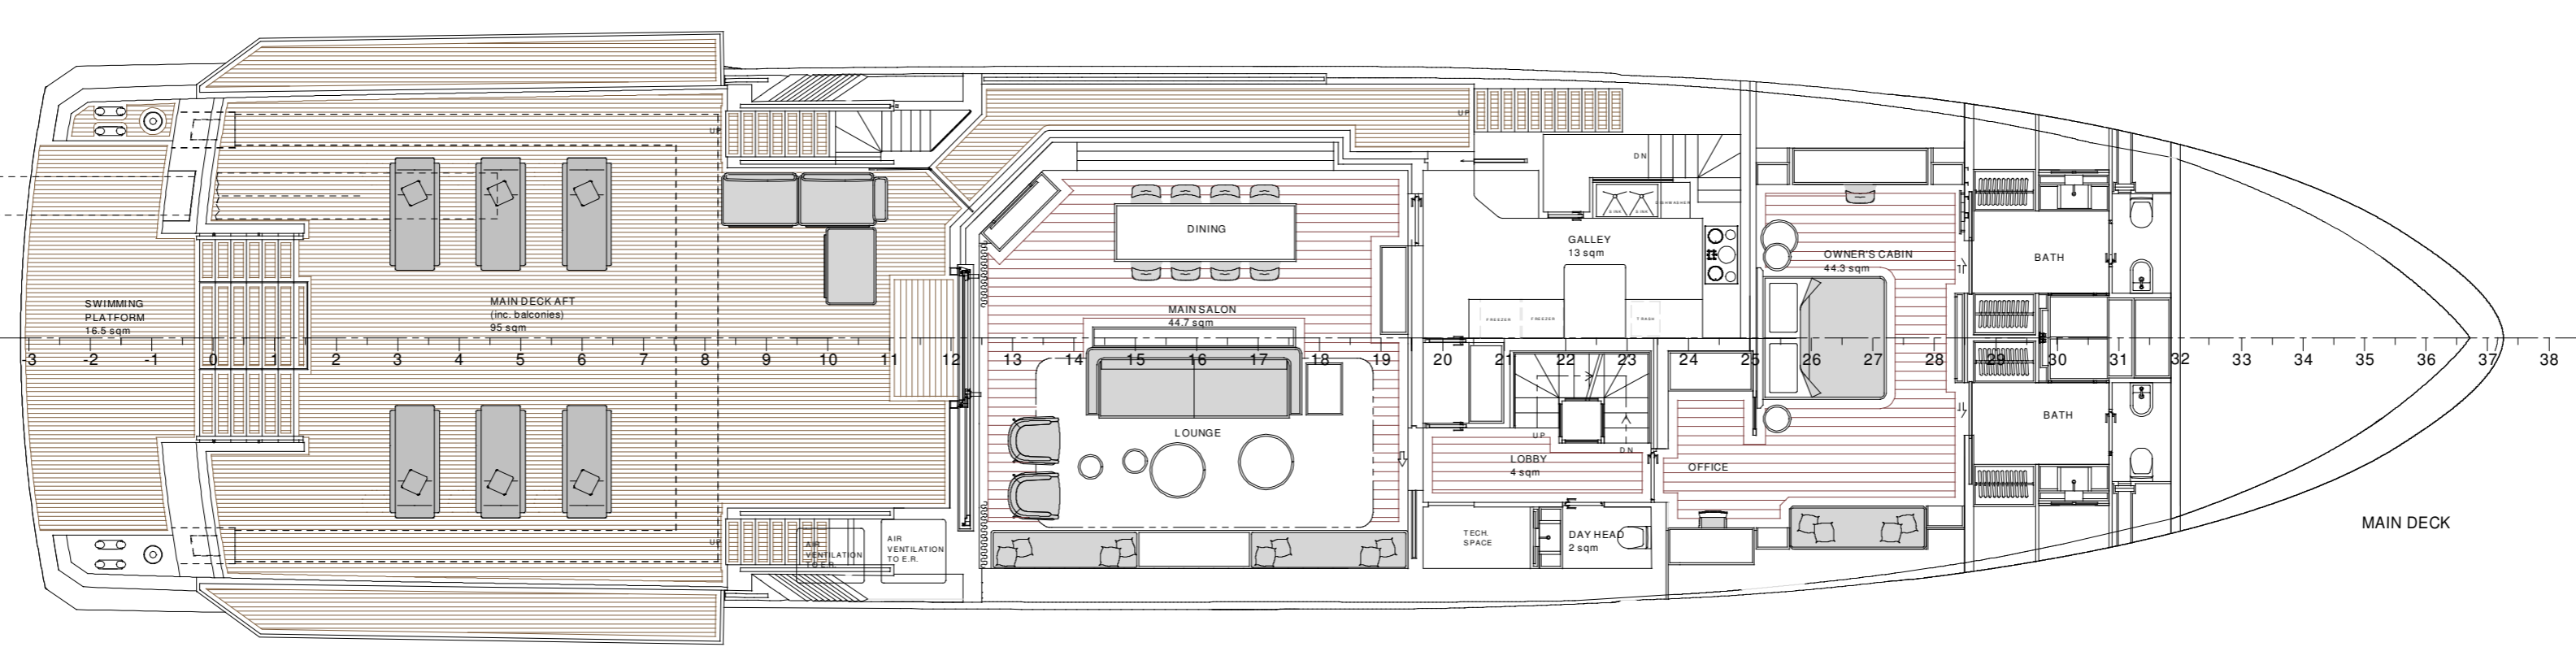 UP
UP
DN
SINK
SINK
DISHWASHER
DINING
GALLEY
13 sqm
OWNER'S CABIN
44.3 sqm
BATH
SWIMMING
PLATFORM
16.5 sqm
MAIN DECK AFT
(inc. balconies)
95 sqm
MAIN SALON
44.7 sqm
FREEZER
FREEZER
TRASH
-3 -2 -1 0 1 2 3 4 5 6 7 8 9 10 11 12 13 14 15 16 17 18 19 20 21 22 23 24 25 26 27 28 29 30 31 32 33 34 35 36 37 38
LOUNGE
UP
DN
LOBBY
4 sqm
OFFICE
BATH
UP
AIR
VENTILATION
TO E.R.
AIR
VENTILATION
TO E.R.
TECH.
SPACE
DAY HEAD
2 sqm
MAIN DECK